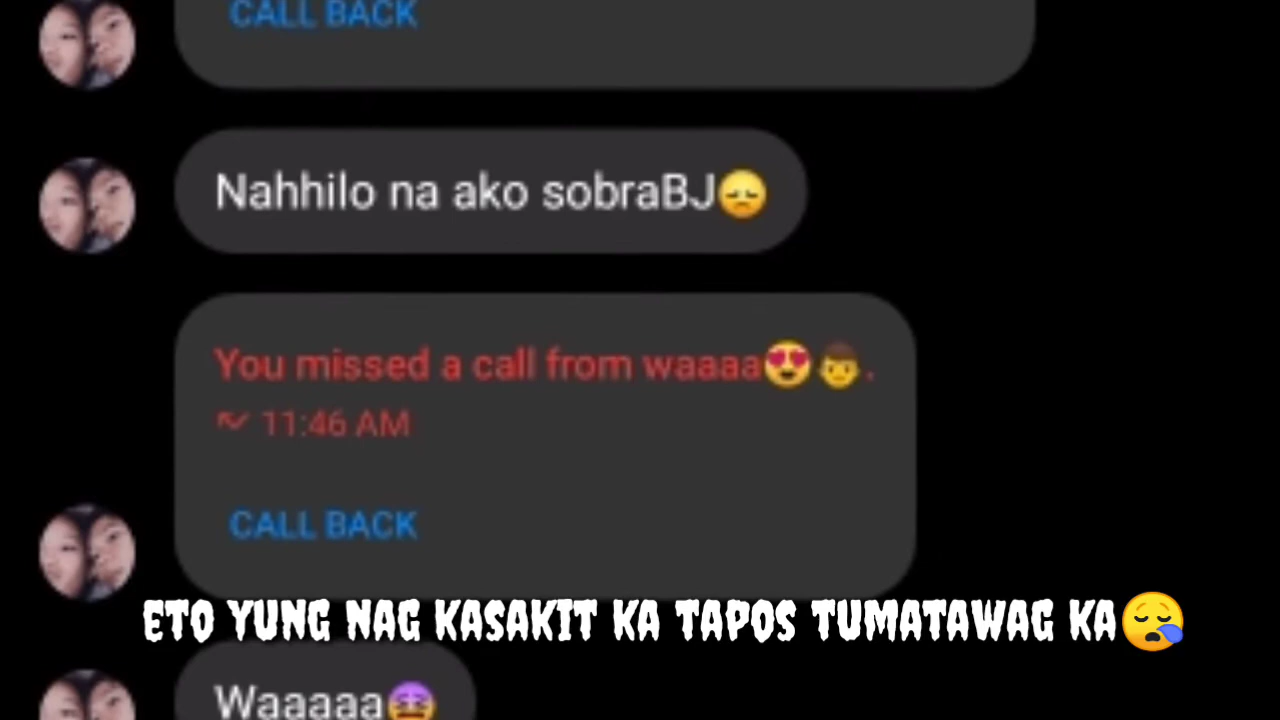 CALL BACK
Nahhilo na ako sobraBJ😞
You missed a call from waaaa😍👦.
11:46 AM
CALL BACK
ETO YUNG NAG KASAKIT KA TAPOS TUMATAWAG KA😪
Waaaaa😫